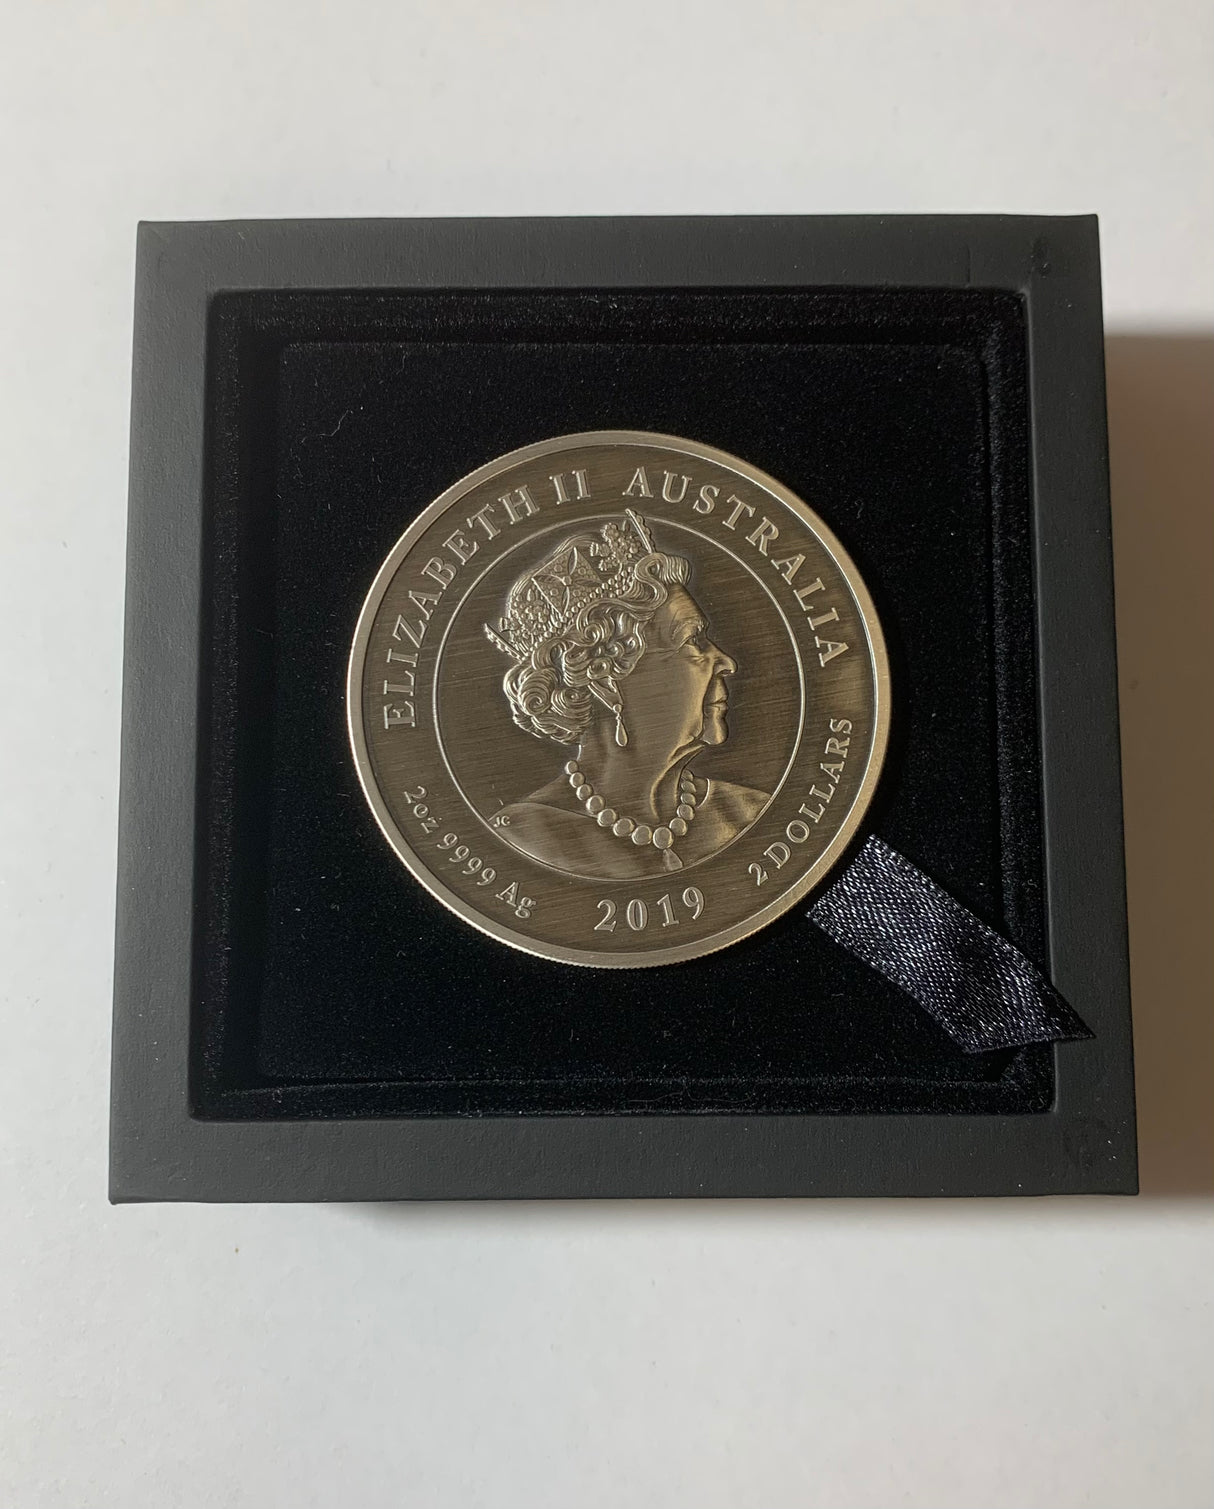 ELIZABETH II AUSTRALIA
JC
2oz 9999 Ag
2019
2 DOLLARS